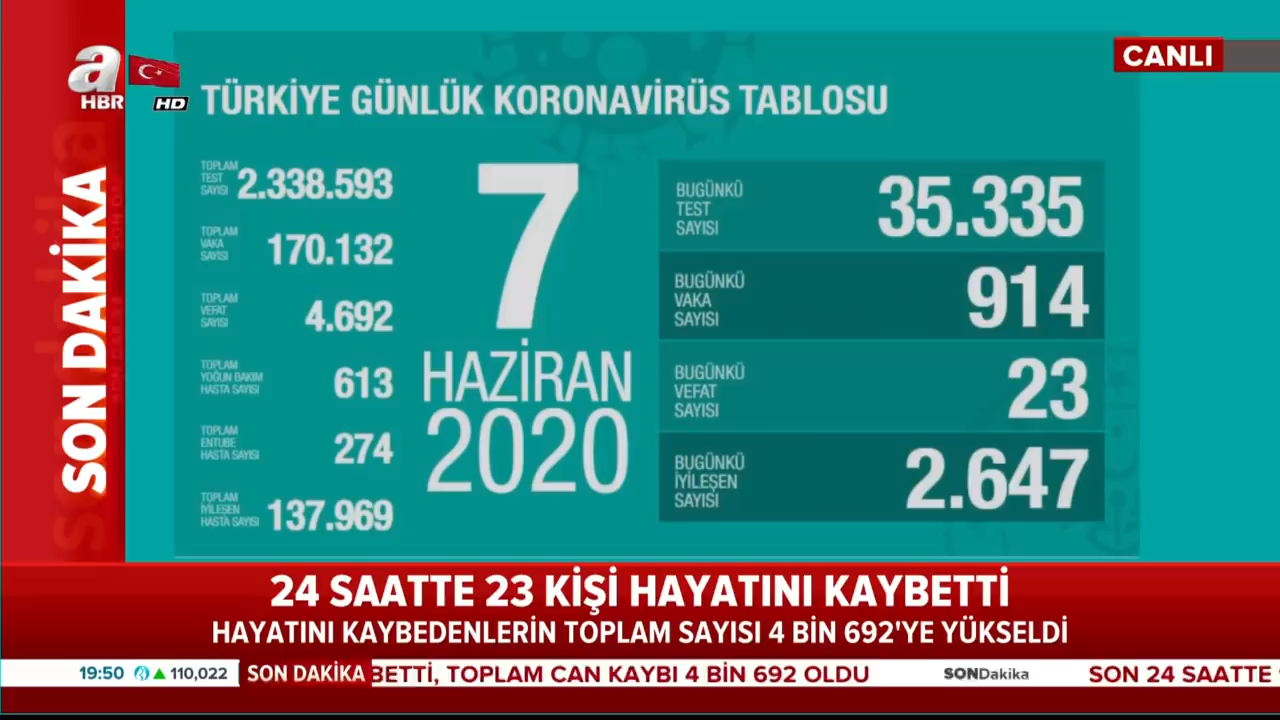 a
HBR
HD
CANLI
SON DAKİKA
TÜRKİYE GÜNLÜK KORONAVİRÜS TABLOSU
TOPLAM
TEST
SAYISI
2.338.593
TOPLAM
VAKA
SAYISI
170.132
TOPLAM
VEFAT
SAYISI
4.692
TOPLAM
YOĞUN BAKIM
HASTA SAYISI
613
TOPLAM
ENTUBE
HASTA SAYISI
274
TOPLAM
İYİLEŞEN
HASTA SAYISI
137.969
7
HAZİRAN
2020
BUGÜNKÜ
TEST
SAYISI
35.335
BUGÜNKÜ
VAKA
SAYISI
914
BUGÜNKÜ
VEFAT
SAYISI
23
BUGÜNKÜ
İYİLEŞEN
SAYISI
2.647
24 SAATTE 23 KİŞİ HAYATINI KAYBETTİ
HAYATINI KAYBEDENLERİN TOPLAM SAYISI 4 BİN 692'YE YÜKSELDİ
19:50 110,022 SON DAKİKA BETTİ, TOPLAM CAN KAYBI 4 BİN 692 OLDU SONDakika SON 24 SAATTE